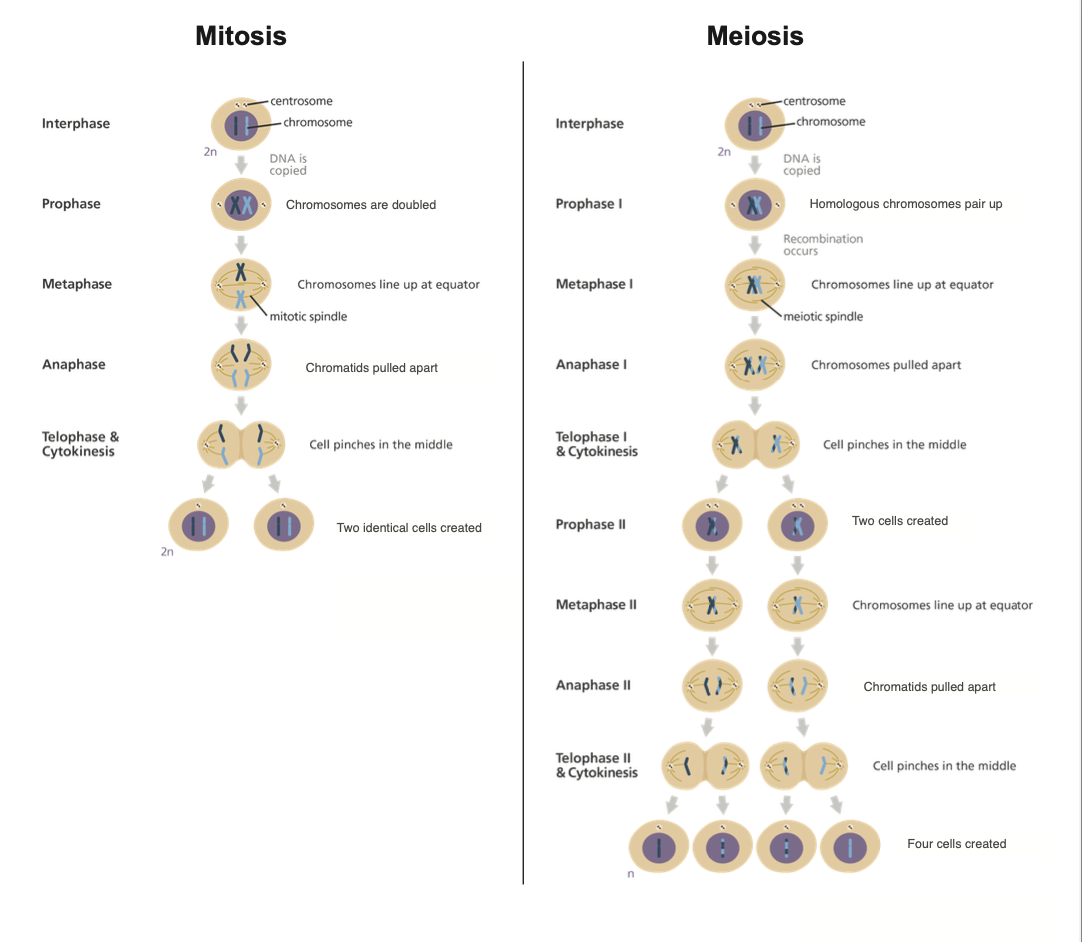 Mitosis
Interphase
centrosome
chromosome
2n
DNA is
copied
Prophase
Chromosomes are doubled
Metaphase
Chromosomes line up at equator
mitotic spindle
Anaphase
Chromatids pulled apart
Telophase &
Cytokinesis
Cell pinches in the middle
Two identical cells created
2n
Meiosis
Interphase
centrosome
chromosome
2n
DNA is
copied
Prophase I
Homologous chromosomes pair up
Recombination
occurs
Metaphase I
Chromosomes line up at equator
meiotic spindle
Anaphase I
Chromosomes pulled apart
Telophase I
& Cytokinesis
Cell pinches in the middle
Prophase II
Two cells created
Metaphase II
Chromosomes line up at equator
Anaphase II
Chromatids pulled apart
Telophase II
& Cytokinesis
Cell pinches in the middle
Four cells created
n